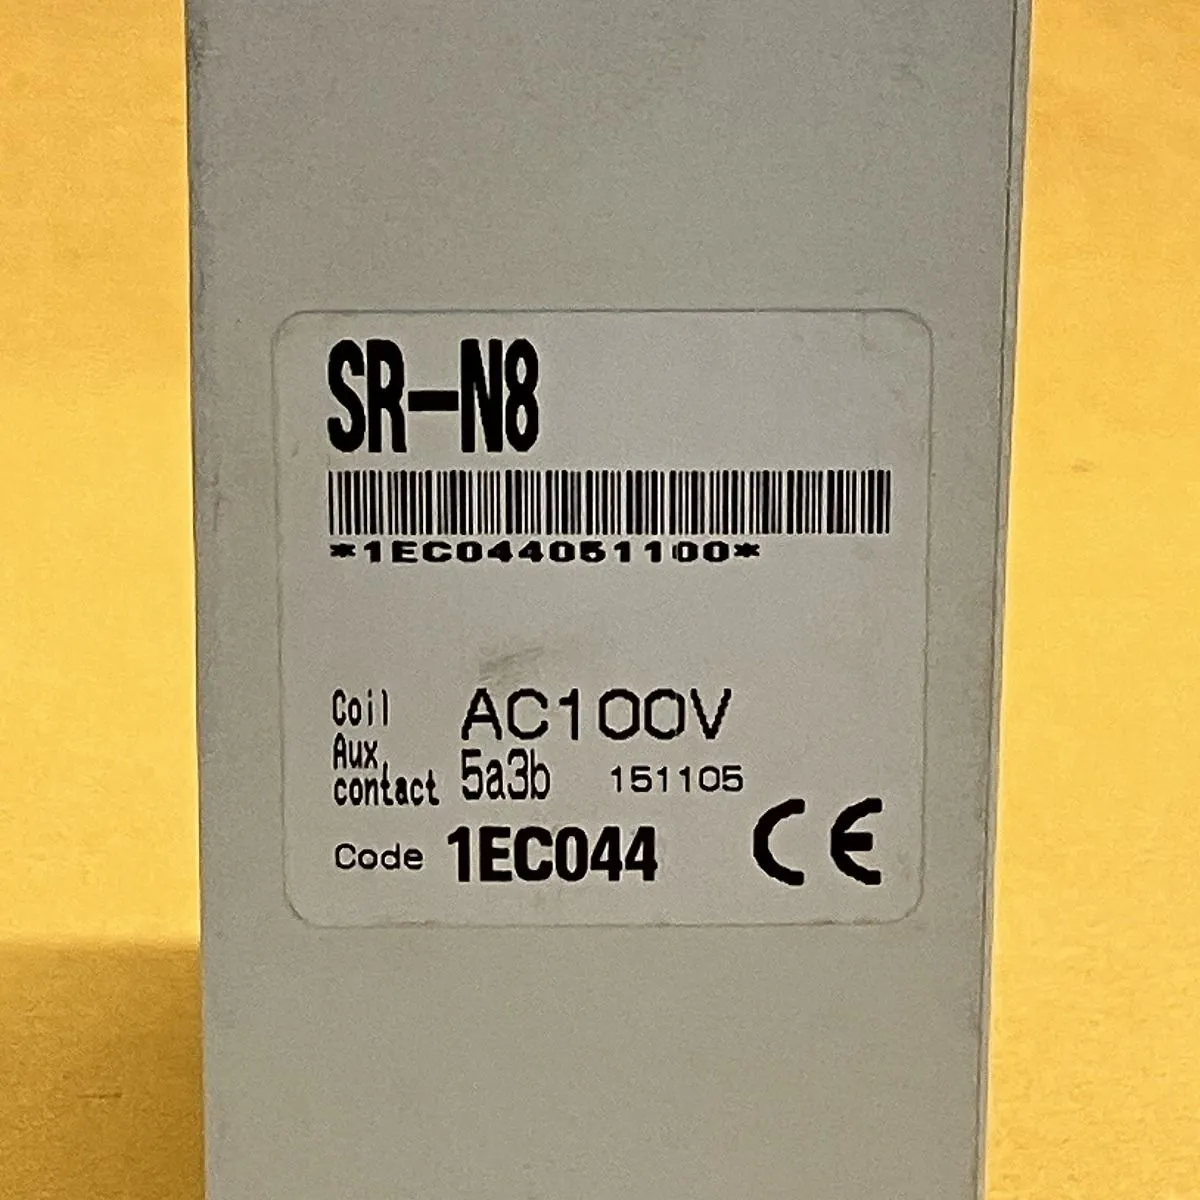 SR-N8
*1EC044051100*
Coil AC100V
Aux.
contact 5a3b 151105
Code 1EC044 CE